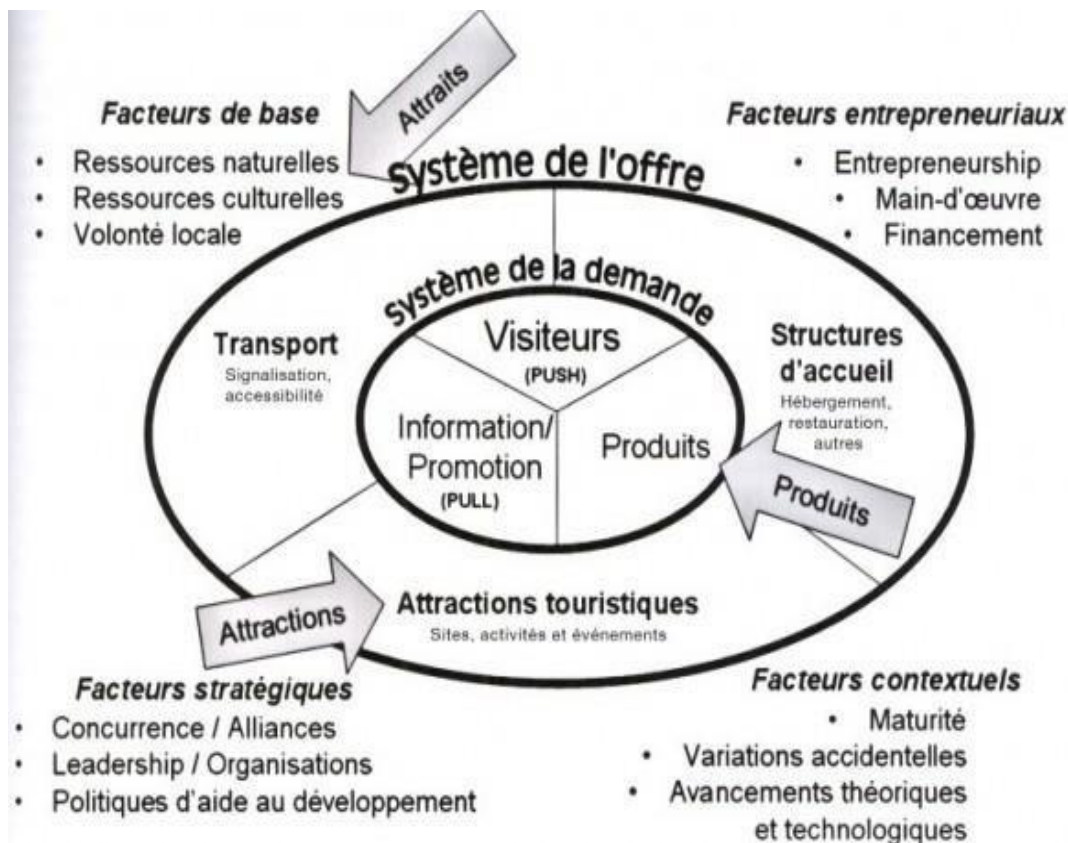 Attraits
Facteurs de base
• Ressources naturelles
• Ressources culturelles
• Volonté locale
Facteurs entrepreneuriaux
• Entrepreneurship
• Main-d'œuvre
• Financement
Système de l'offre
système de la demande
Visiteurs
(PUSH)
Information/
Promotion
(PULL)
Produits
Transport
Signalisation,
accessibilité
Structures
d'accueil
Hébergement,
restauration,
autres
Produits
Attractions
Attractions touristiques
Sites, activités et événements
Facteurs stratégiques
• Concurrence / Alliances
• Leadership / Organisations
• Politiques d'aide au développement
Facteurs contextuels
• Maturité
• Variations accidentelles
• Avancements théoriques
et technologiques